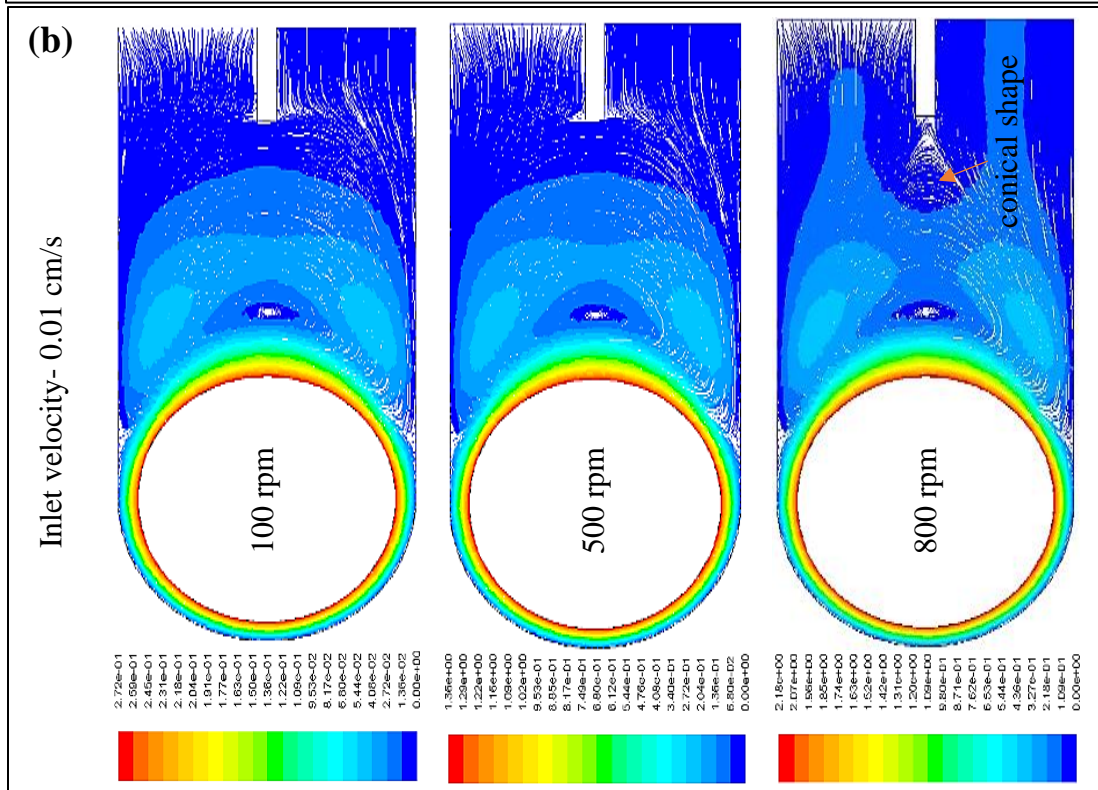 (b)
Inlet velocity- 0.01 cm/s
conical shape
100 rpm
500 rpm
800 rpm
2.72e-01
2.59e-01
2.45e-01
2.31e-01
2.18e-01
2.04e-01
1.91e-01
1.77e-01
1.63e-01
1.50e-01
1.36e-01
1.22e-01
1.09e-01
9.53e-02
8.17e-02
6.80e-02
5.44e-02
4.08e-02
2.72e-02
1.36e-02
0.00e+00
1.36e+00
1.29e+00
1.22e+00
1.16e+00
1.09e+00
1.02e+00
9.53e-01
8.85e-01
8.17e-01
7.49e-01
6.80e-01
6.12e-01
5.44e-01
4.76e-01
4.08e-01
3.40e-01
2.72e-01
2.04e-01
1.36e-01
6.80e-02
0.00e+00
2.18e+00
2.07e+00
1.96e+00
1.85e+00
1.74e+00
1.63e+00
1.52e+00
1.42e+00
1.31e+00
1.20e+00
1.09e+00
9.80e-01
8.71e-01
7.62e-01
6.53e-01
5.44e-01
4.36e-01
3.27e-01
2.18e-01
1.09e-01
0.00e+00